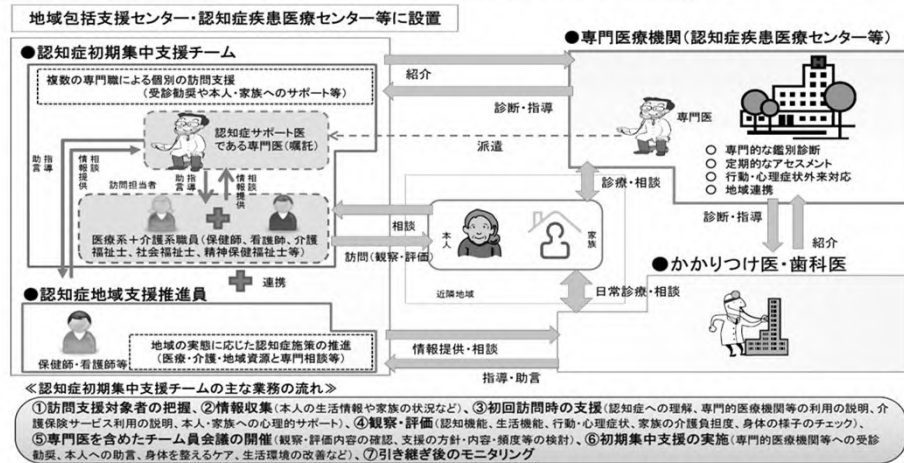 地域包括支援センター・認知症疾患医療センター等に設置
●認知症初期集中支援チーム
複数の専門職による個別の訪問支援
(受診勧奨や本人・家族へのサポート等)
認知症サポート医
である専門医(嘱託)
指導
助言
相談
情報提供
訪問担当者
指導
助言
相談
情報提供
医療系+介護系職員(保健師、看護師、介護
福祉士、社会福祉士、精神保健福祉士等)
連携
●認知症地域支援推進員
保健師・看護師等
地域の実態に応じた認知症施策の推進
(医療・介護・地域資源と専門相談等)
紹介
診断・指導
派遣
相談
訪問(観察・評価)
本人
家族
近隣地域
診療・相談
日常診療・相談
情報提供・相談
指導・助言
●専門医療機関(認知症疾患医療センター等)
専門医
H
○ 専門的な鑑別診断
○ 定期的なアセスメント
○ 行動・心理症状外来対応
○ 地域連携
診断・指導
紹介
●かかりつけ医・歯科医
≪認知症初期集中支援チームの主な業務の流れ≫
①訪問支援対象者の把握、②情報収集(本人の生活情報や家族の状況など)、③初回訪問時の支援(認知症への理解、専門的医療機関等の利用の説明、介
護保険サービス利用の説明、本人・家族への心理的サポート)、④観察・評価(認知機能、生活機能、行動・心理症状、家族の介護負担度、身体の様子のチェック)、
⑤専門医を含めたチーム員会議の開催(観察・評価内容の確認、支援の方針・内容・頻度等の検討)、⑥初期集中支援の実施(専門的医療機関等への受診
勧奨、本人への助言、身体を整えるケア、生活環境の改善など)、⑦引き継ぎ後のモニタリング